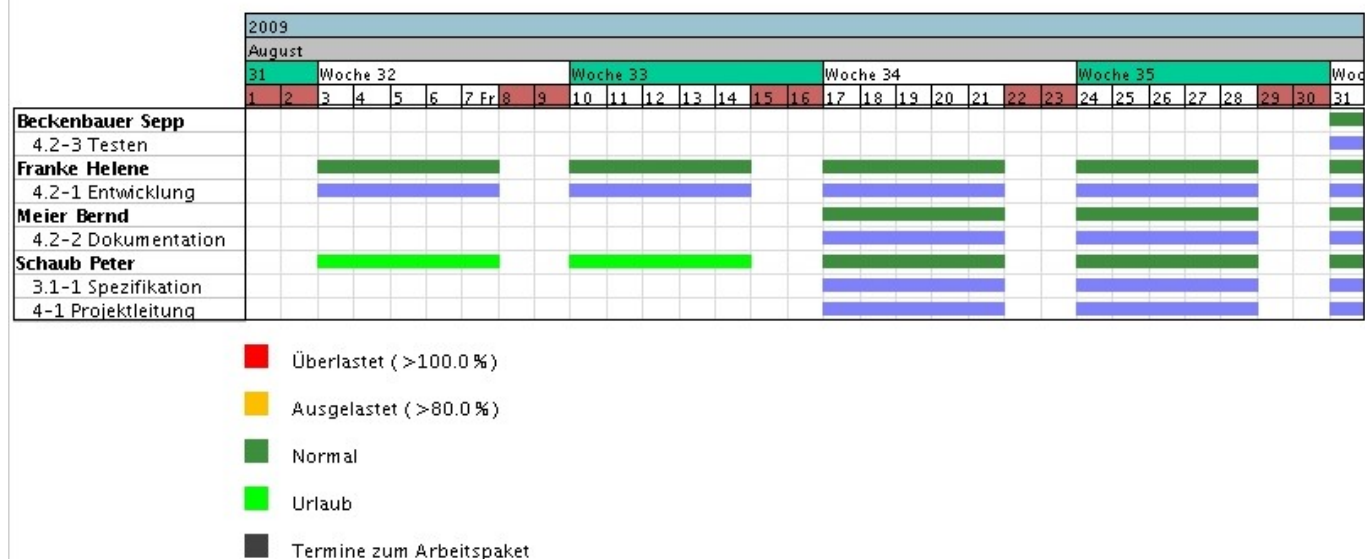 2009
August
31 Woche 32 Woche 33 Woche 34 Woche 35 Woc
1 2 3 4 5 6 7 Fr 8 9 10 11 12 13 14 15 16 17 18 19 20 21 22 23 24 25 26 27 28 29 30 31
Beckenbauer Sepp
4.2-3 Testen
Franke Helene
4.2-1 Entwicklung
Meier Bernd
4.2-2 Dokumentation
Schaub Peter
3.1-1 Spezifikation
4-1 Projektleitung
Überlastet (>100.0%)
Ausgelastet (>80.0%)
Normal
Urlaub
Termine zum Arbeitspaket